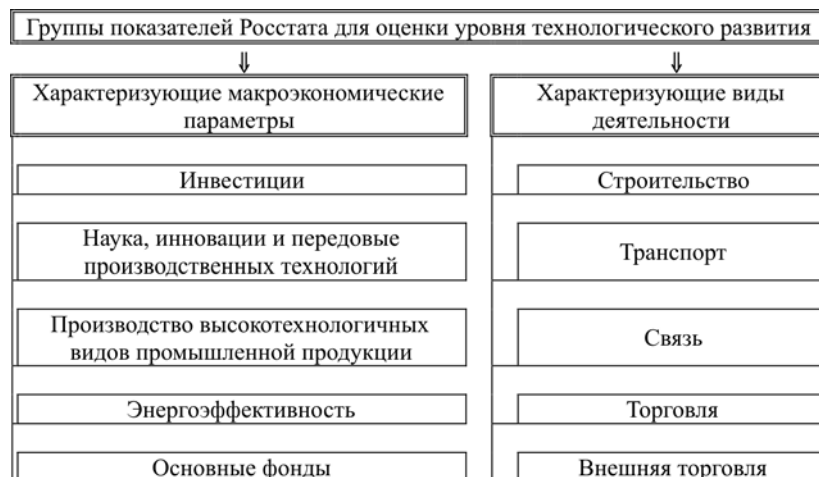 Группы показателей Росстата для оценки уровня технологического развития
⇓ ⇓
Характеризующие макроэкономические
параметры
Характеризующие виды
деятельности
Инвестиции
Строительство
Наука, инновации и передовые
производственных технологий
Транспорт
Производство высокотехнологичных
видов промышленной продукции
Связь
Энергоэффективность
Торговля
Основные фонды
Внешняя торговля